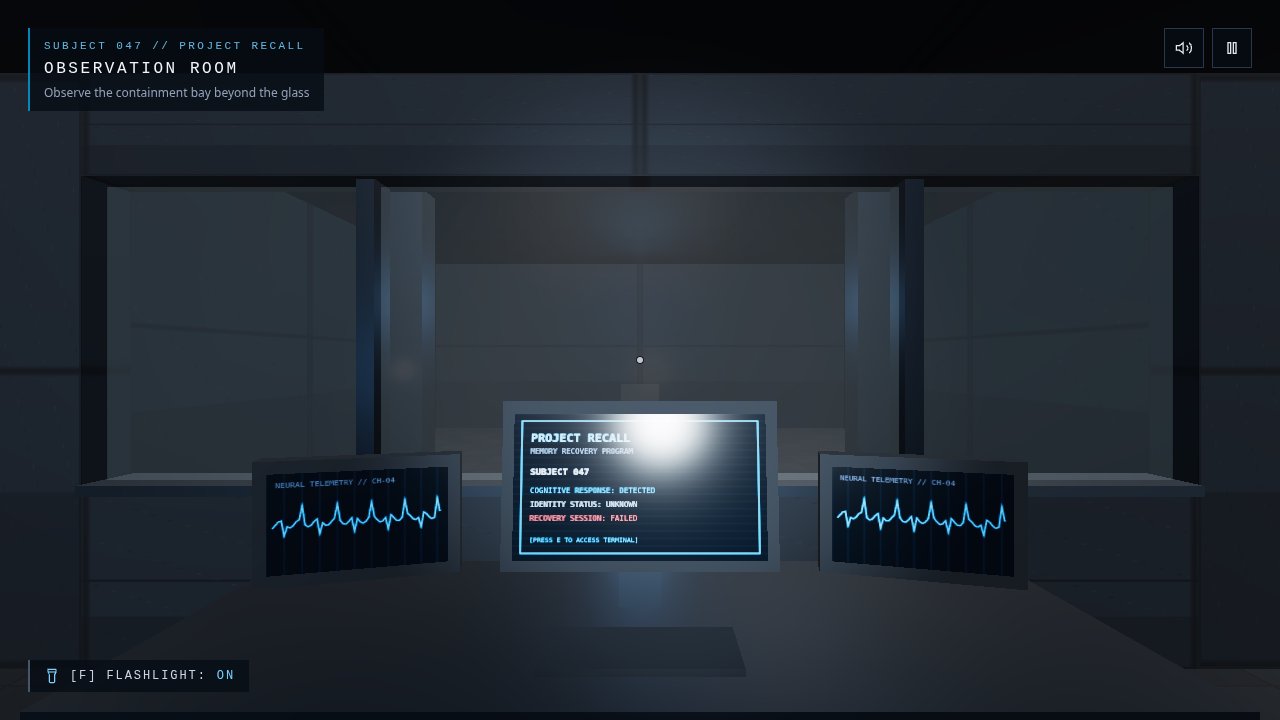 SUBJECT 047 // PROJECT RECALL
OBSERVATION ROOM
Observe the containment bay beyond the glass
PROJECT RECALL
MEMORY RECOVERY PROGRAM
SUBJECT 047
COGNITIVE RESPONSE: DETECTED
IDENTITY STATUS: UNKNOWN
RECOVERY SESSION: FAILED
[PRESS E TO ACCESS TERMINAL]
NEURAL TELEMETRY // CH-04
NEURAL TELEMETRY // CH-04
[F] FLASHLIGHT: ON